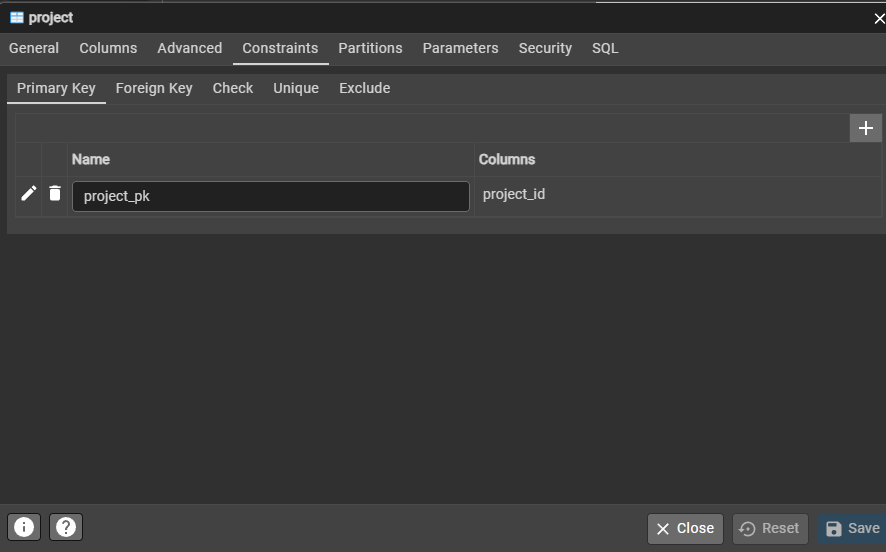 project
General Columns Advanced Constraints Partitions Parameters Security SQL
Primary Key Foreign Key Check Unique Exclude
Name Columns
project_pk project_id
Close Reset Save